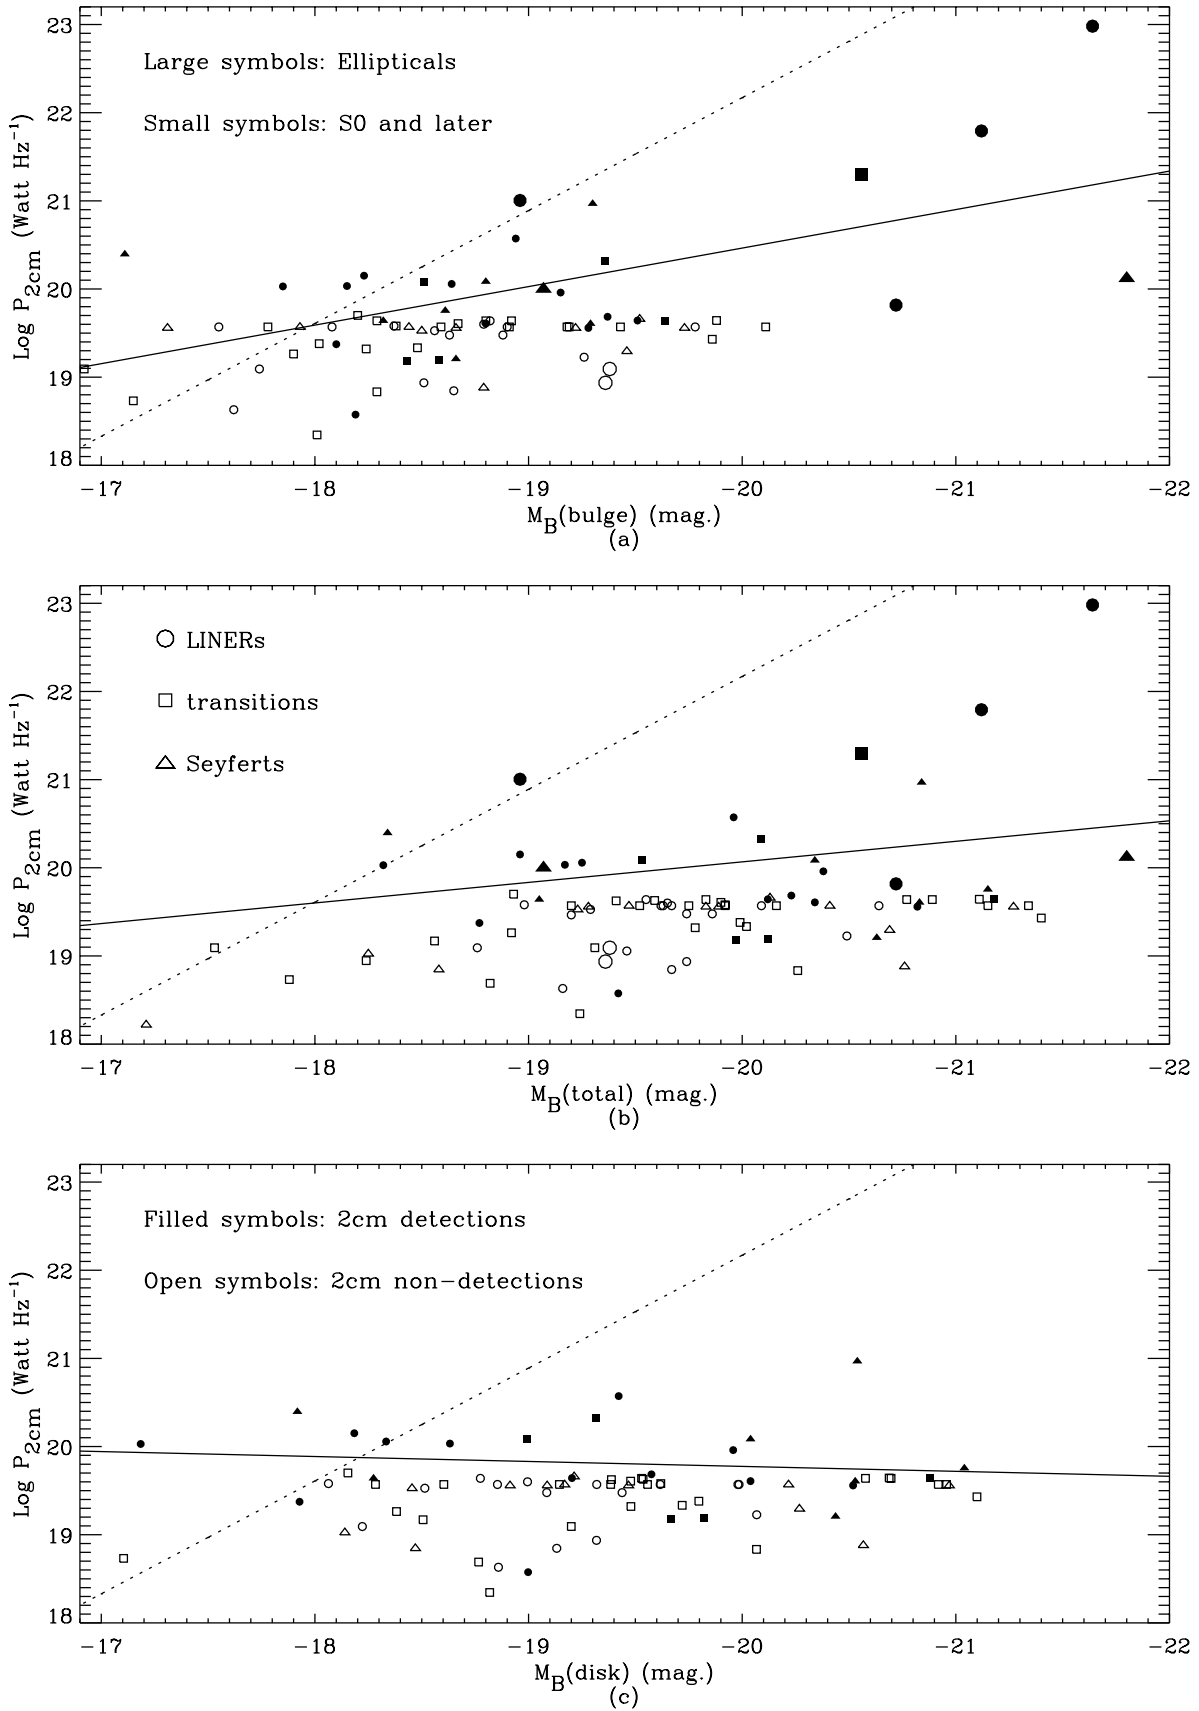 23
22
21
20
19
18
Log P2cm (Watt Hz−1)
Large symbols: Ellipticals
Small symbols: S0 and later
−17 −18 −19 −20 −21 −22
MB(bulge) (mag.)
(a)
23
22
21
20
19
18
Log P2cm (Watt Hz−1)
LINERs
transitions
Seyferts
−17 −18 −19 −20 −21 −22
MB(total) (mag.)
(b)
23
22
21
20
19
18
Log P2cm (Watt Hz−1)
Filled symbols: 2cm detections
Open symbols: 2cm non−detections
−17 −18 −19 −20 −21 −22
MB(disk) (mag.)
(c)